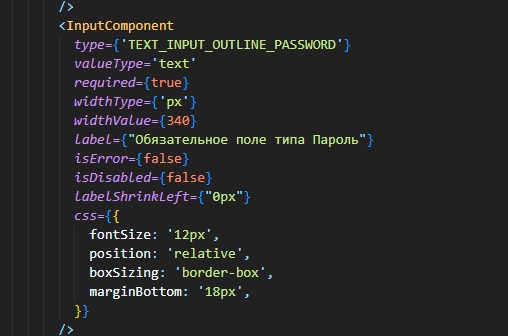 />
<InputComponent
type={'TEXT_INPUT_OUTLINE_PASSWORD'}
valueType='text'
required={true}
widthType={'px'}
widthValue={340}
label={"Обязательное поле типа Пароль"}
isError={false}
isDisabled={false}
labelShrinkLeft={"0px"}
css={{
fontSize: '12px',
position: 'relative',
boxSizing: 'border-box',
marginBottom: '18px',
}}
/>